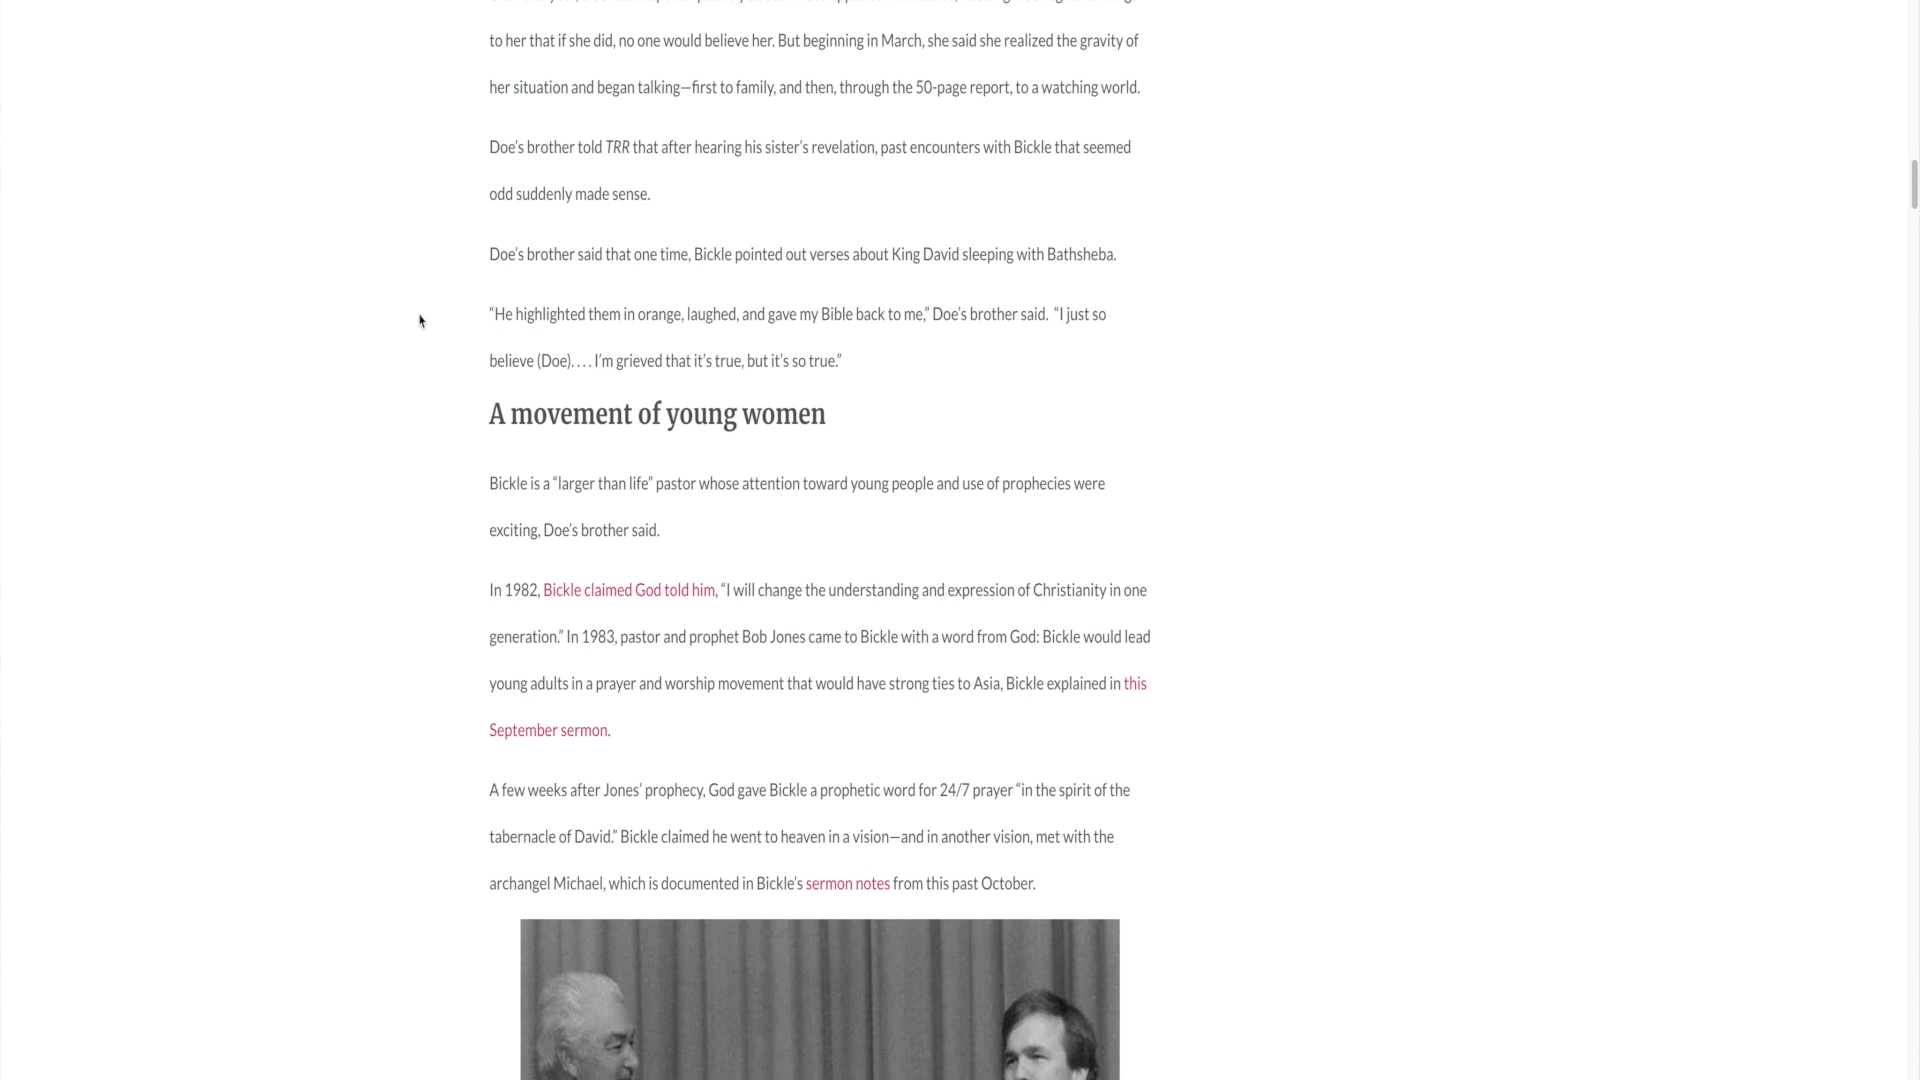 to her that if she did, no one would believe her. But beginning in March, she said she realized the gravity of
her situation and began talking—first to family, and then, through the 50-page report, to a watching world.
Doe’s brother told TRR that after hearing his sister’s revelation, past encounters with Bickle that seemed
odd suddenly made sense.
Doe’s brother said that one time, Bickle pointed out verses about King David sleeping with Bathsheba.
“He highlighted them in orange, laughed, and gave my Bible back to me,” Doe’s brother said. “I just so
believe (Doe). . . . I’m grieved that it’s true, but it’s so true.”
A movement of young women
Bickle is a “larger than life” pastor whose attention toward young people and use of prophecies were
exciting, Doe’s brother said.
In 1982, Bickle claimed God told him, “I will change the understanding and expression of Christianity in one
generation.” In 1983, pastor and prophet Bob Jones came to Bickle with a word from God: Bickle would lead
young adults in a prayer and worship movement that would have strong ties to Asia, Bickle explained in this
September sermon.
A few weeks after Jones’ prophecy, God gave Bickle a prophetic word for 24/7 prayer “in the spirit of the
tabernacle of David.” Bickle claimed he went to heaven in a vision—and in another vision, met with the
archangel Michael, which is documented in Bickle’s sermon notes from this past October.